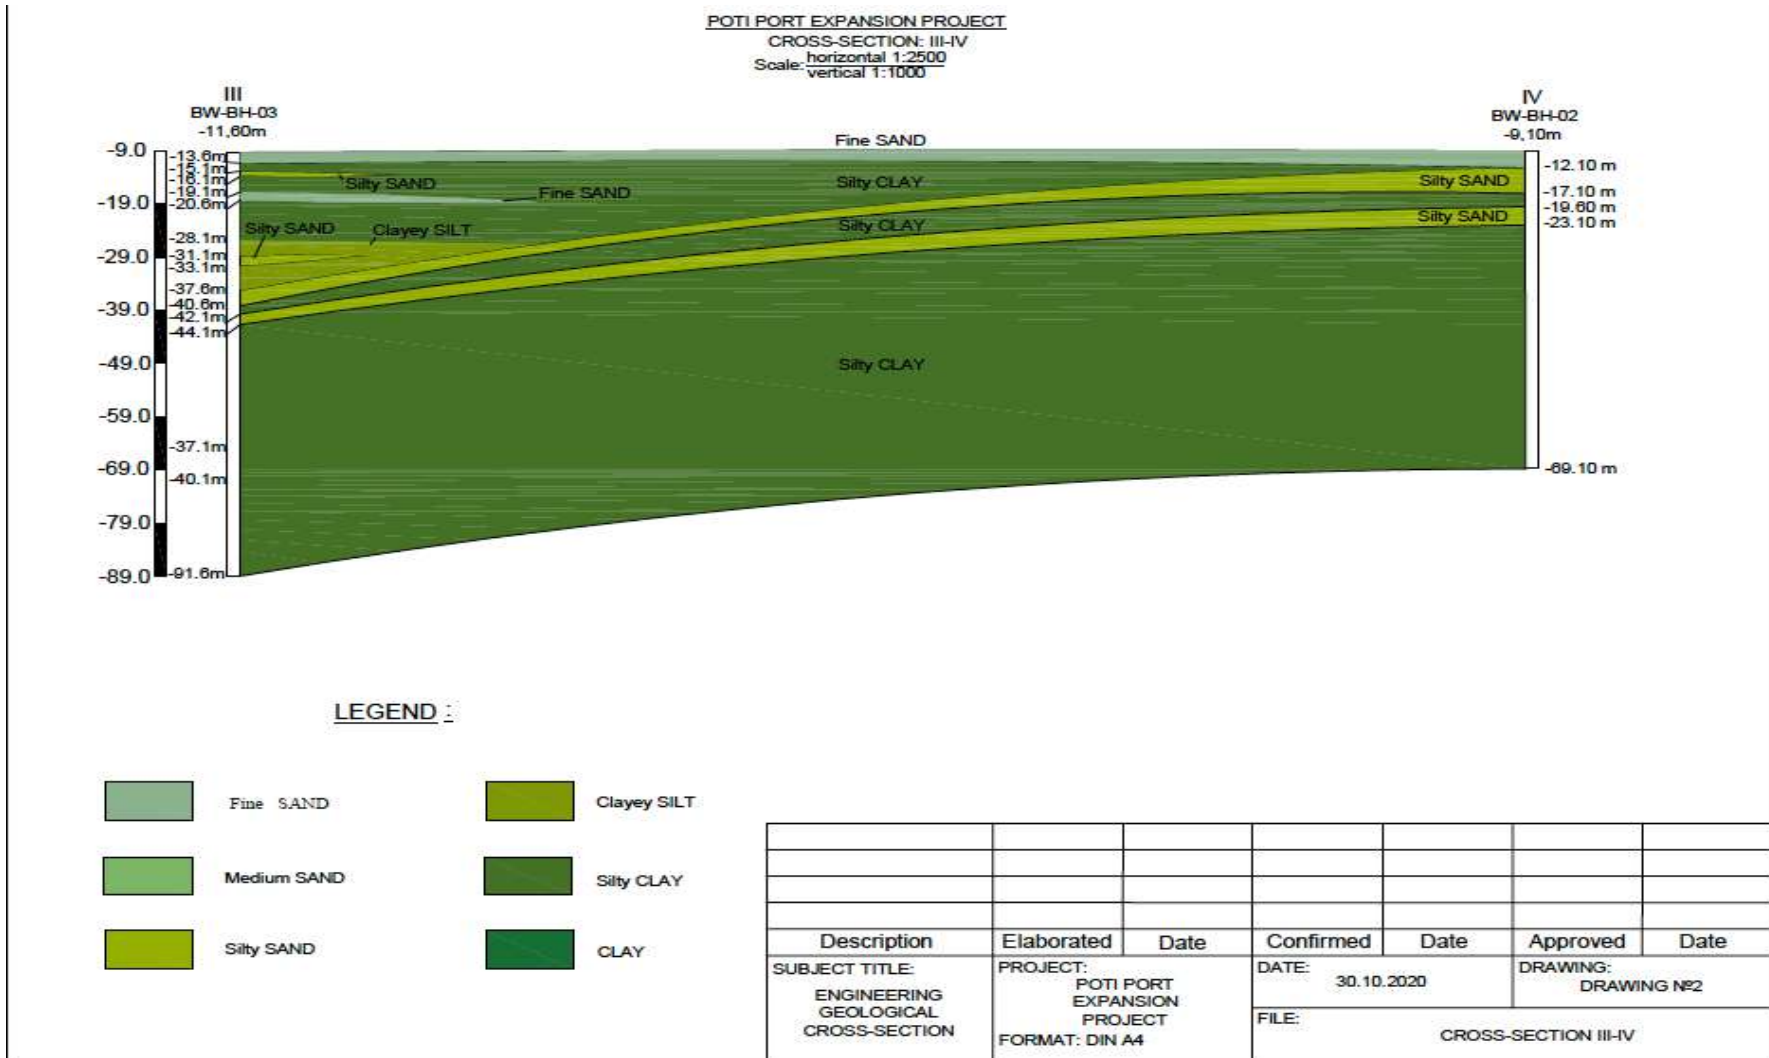 POTI PORT EXPANSION PROJECT
CROSS-SECTION: III-IV
Scale: horizontal 1:2500
vertical 1:1000
III
BW-BH-03
-11,60m
IV
BW-BH-02
-9,10m
Fine SAND
-9.0
-19.0
-29.0
-39.0
-49.0
-59.0
-69.0
-79.0
-89.0
-13.6m
-15.1m
-16.1m
-19.1m
-20.6m
-28.1m
-31.1m
-33.1m
-37.6m
-40.6m
-42.1m
-44.1m
-37.1m
-40.1m
-91.6m
Silty SAND
Fine SAND
Silty CLAY
Silty SAND
Silty SAND
Clayey SILT
Silty CLAY
Silty SAND
Silty CLAY
-12.10 m
-17.10 m
-19.60 m
-23.10 m
-69.10 m
LEGEND :
Fine SAND
Clayey SILT
Medium SAND
Silty CLAY
Silty SAND
CLAY
Description
Elaborated
Date
Confirmed
Date
Approved
Date
SUBJECT TITLE:
ENGINEERING
GEOLOGICAL
CROSS-SECTION
PROJECT:
POTI PORT
EXPANSION
PROJECT
FORMAT: DIN A4
DATE:
30.10.2020
DRAWING:
DRAWING №2
FILE:
CROSS-SECTION III-IV